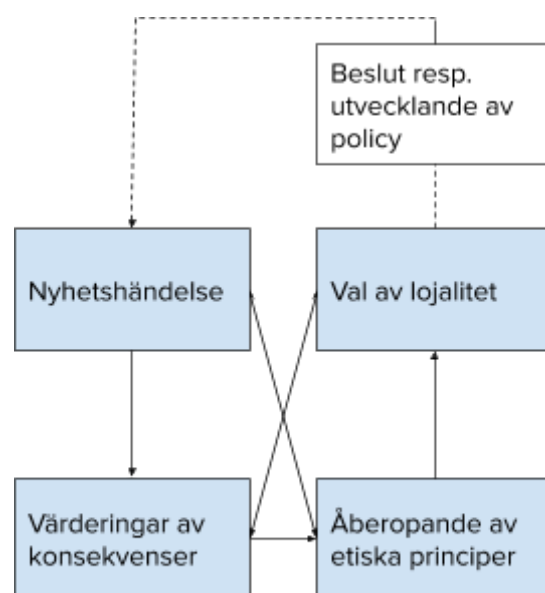 Beslut resp.
utvecklande av
policy
Nyhetshändelse
Val av lojalitet
Värderingar av
konsekvenser
Åberopande av
etiska principer